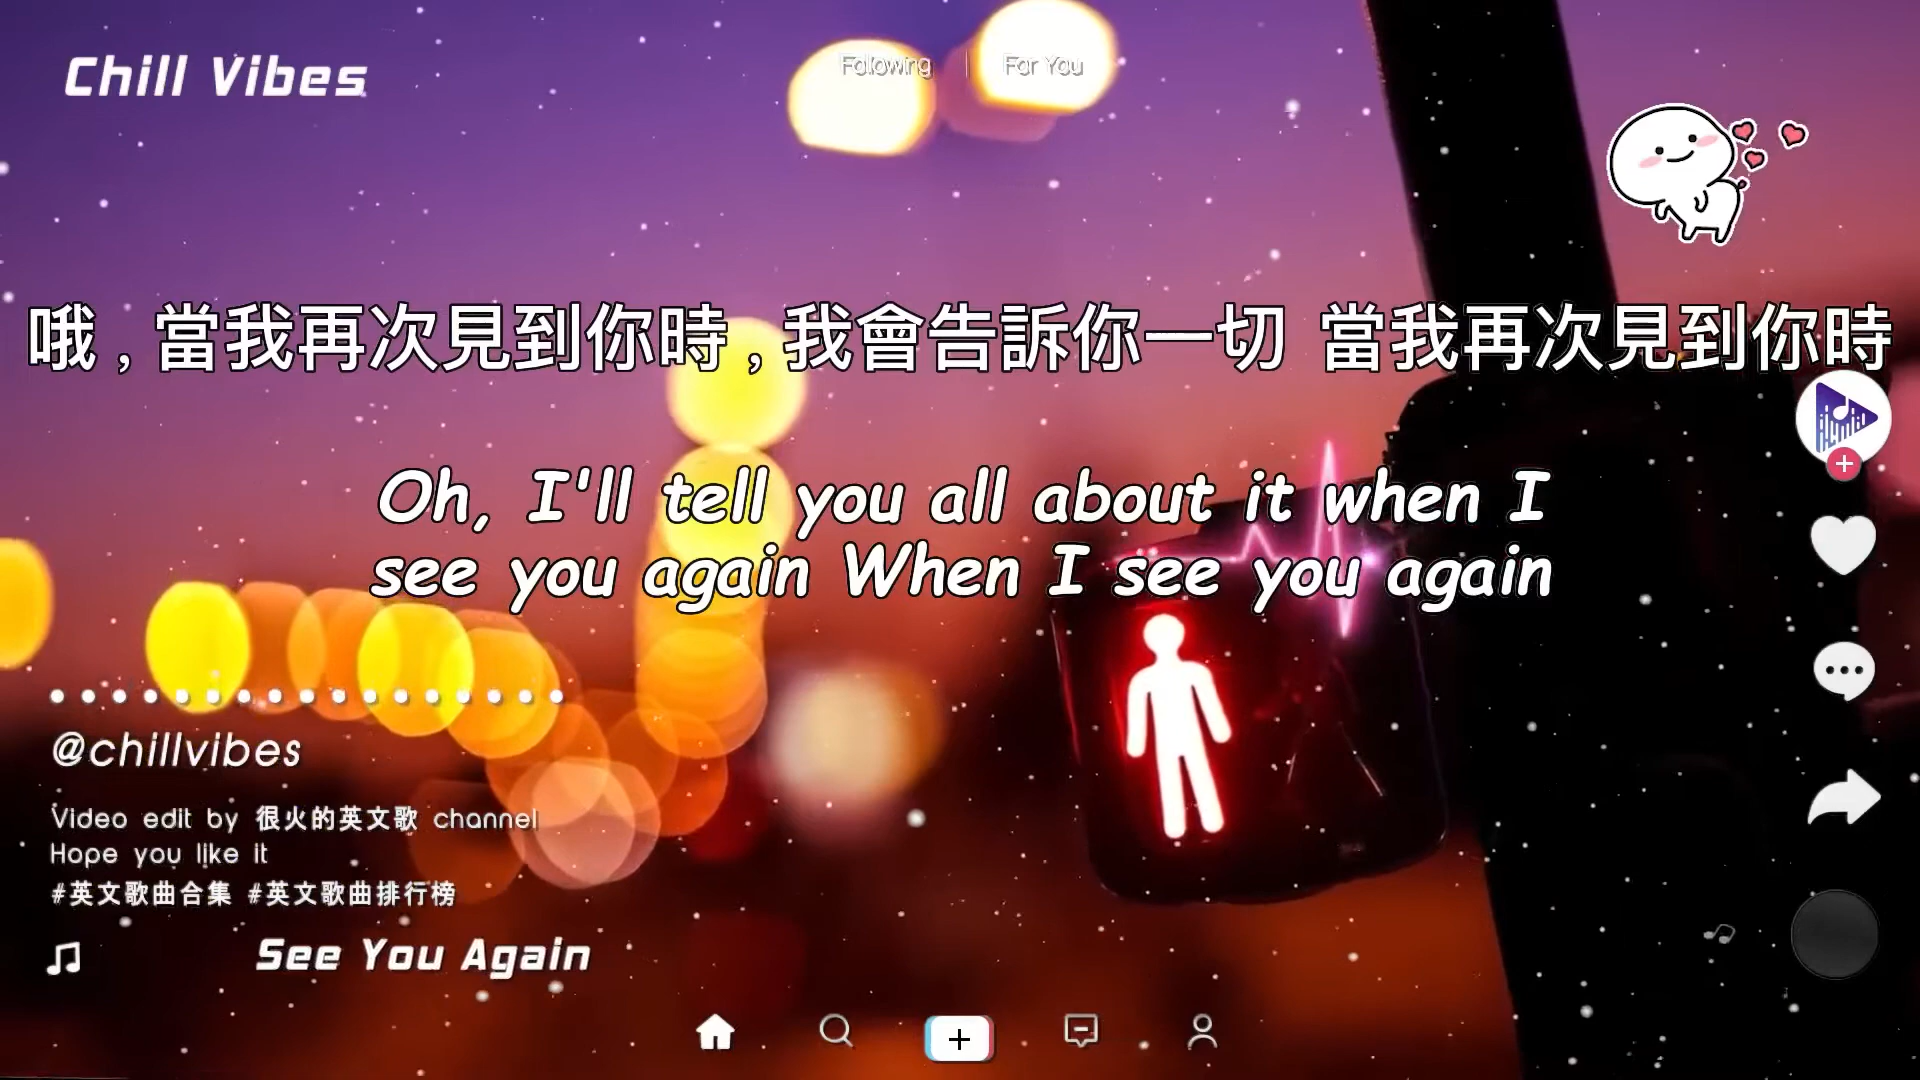 Chill Vibes
Following | For You
哦 , 當我再次見到你時 , 我會告訴你一切 當我再次見到你時
Oh, I'll tell you all about it when I
see you again When I see you again
@chillvibes
Video edit by 很火的英文歌 channel
Hope you like it
#英文歌曲合集 #英文歌曲排行榜
See You Again